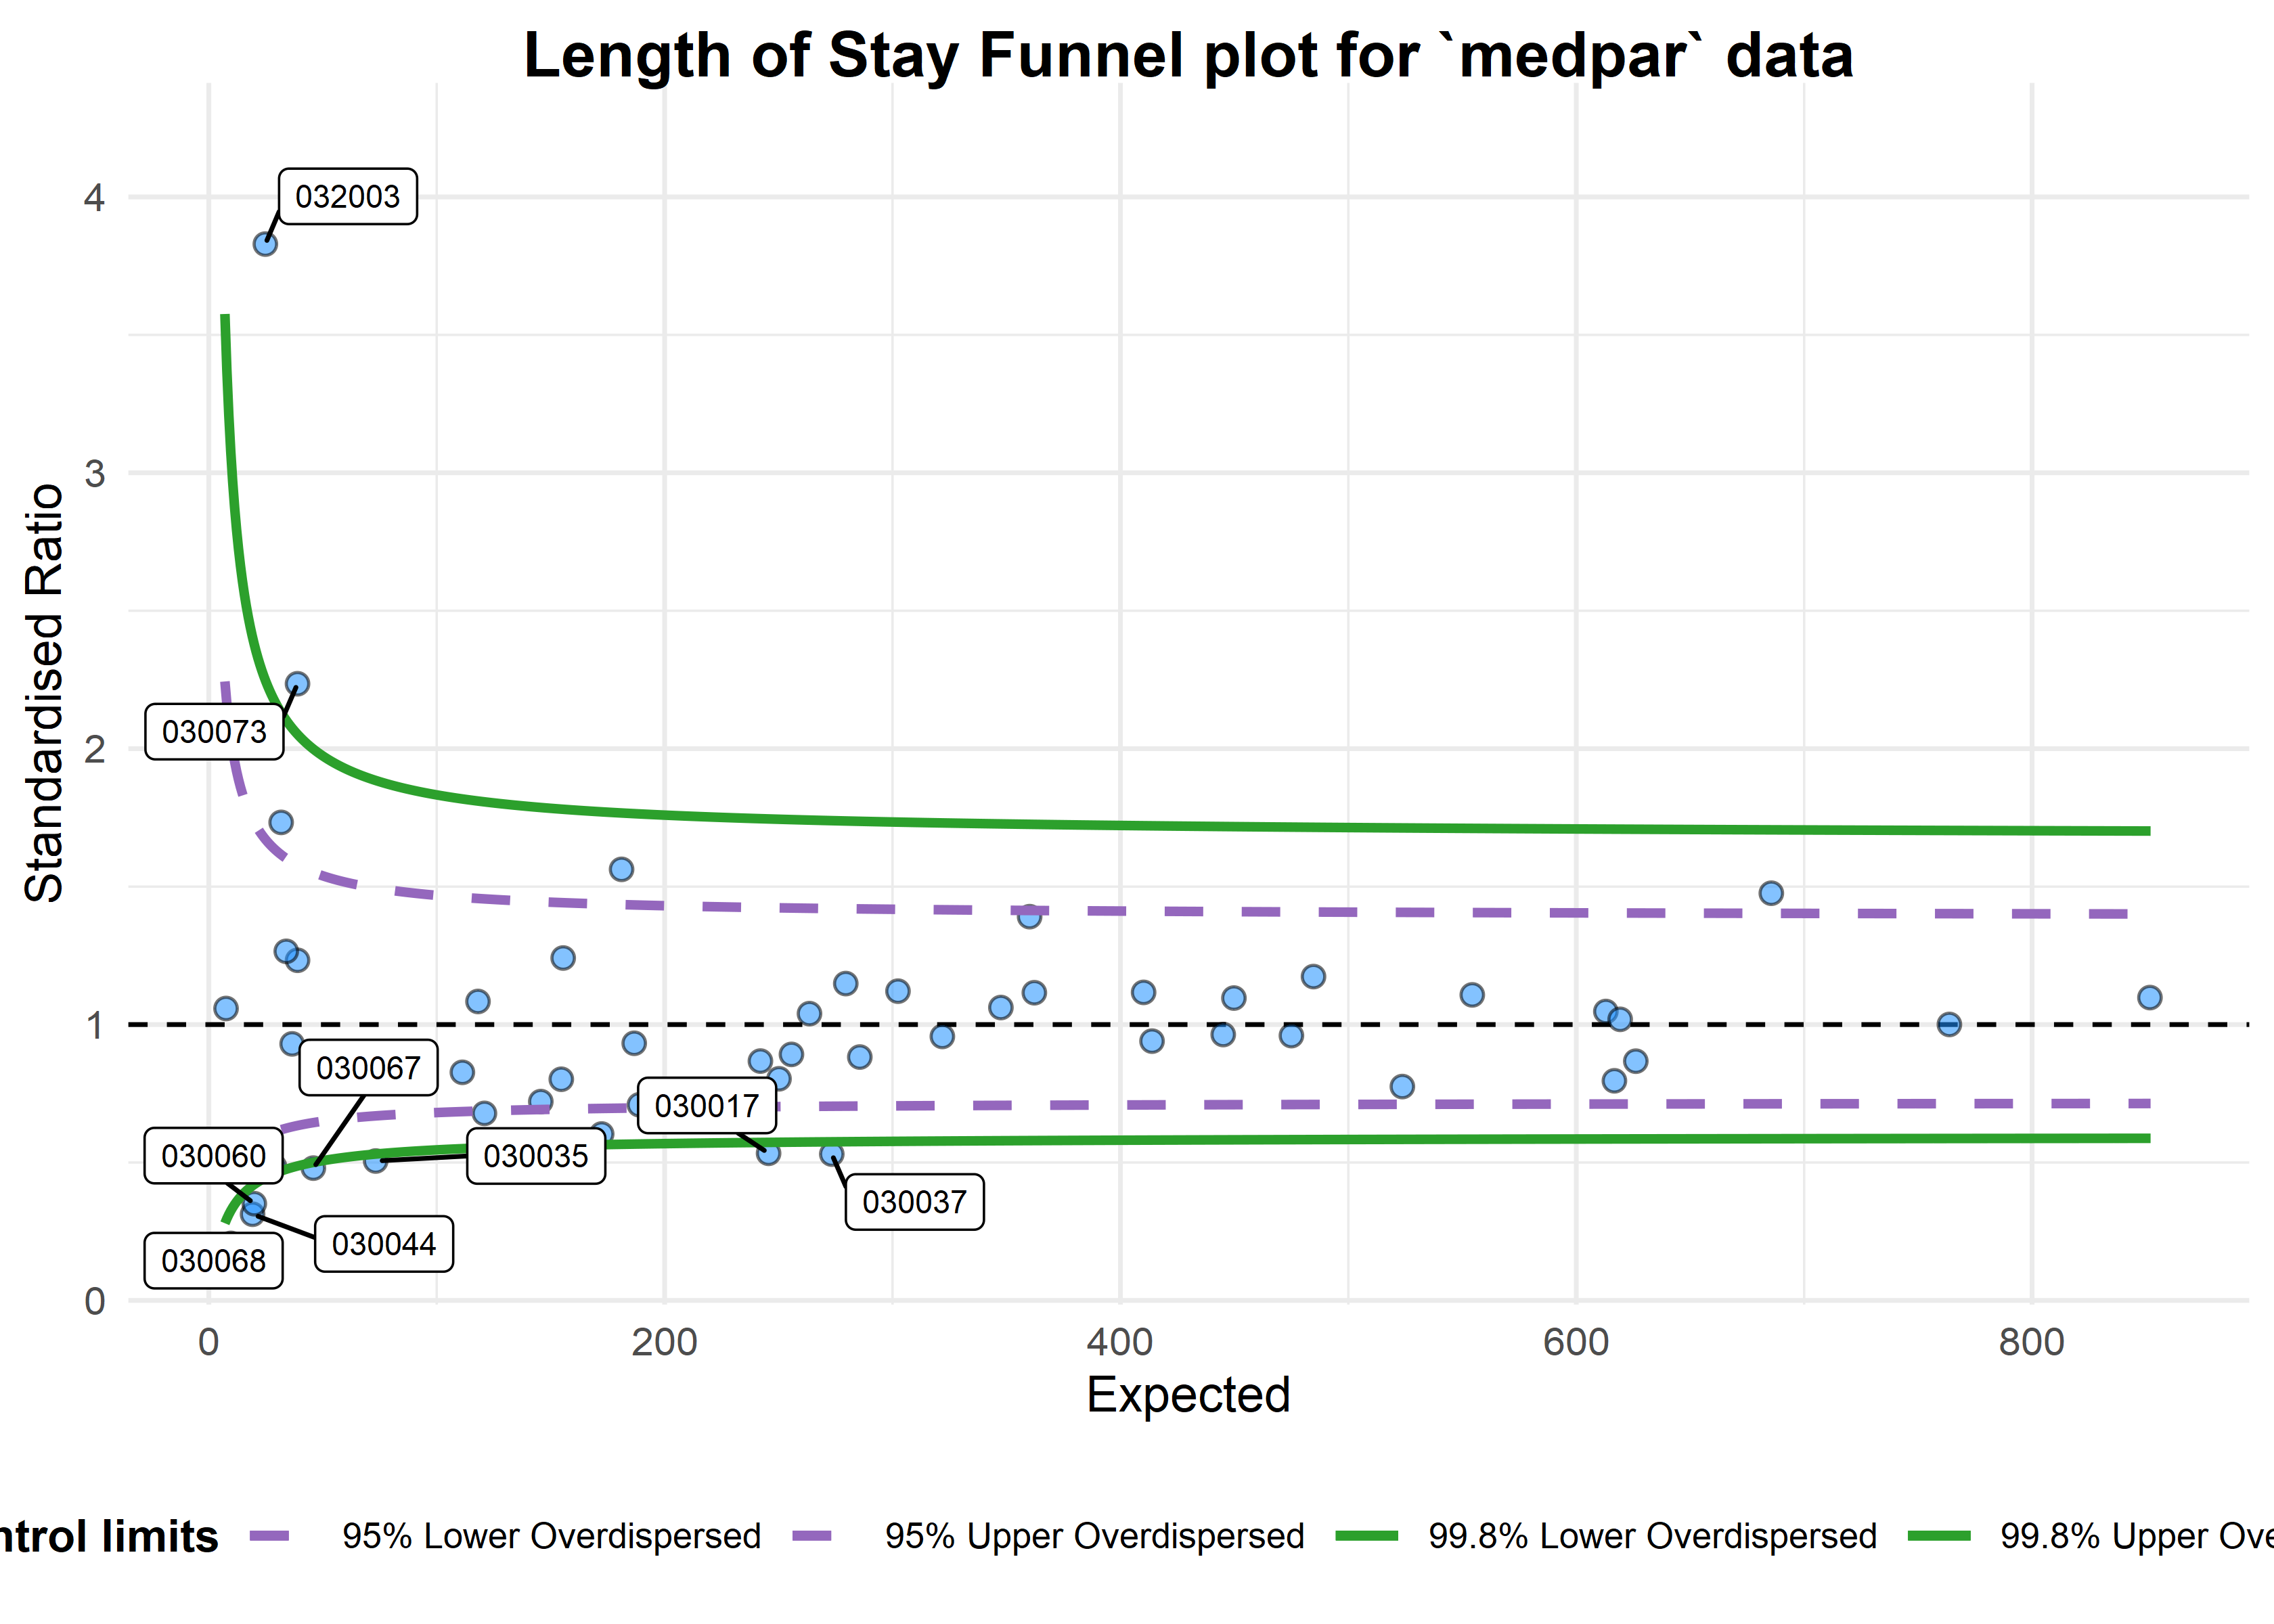 Length of Stay Funnel plot for `medpar` data
Standardised Ratio
4
3
2
1
0
032003
030073
030067
030017
030060
030035
030037
030044
030068
0 200 400 600 800
Expected
ntrol limits 95% Lower Overdispersed 95% Upper Overdispersed 99.8% Lower Overdispersed 99.8% Upper Ove